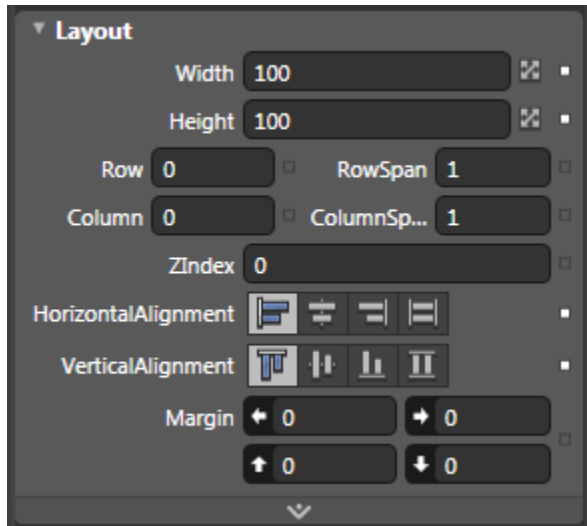 Layout
Width 100
Height 100
Row 0 RowSpan 1
Column 0 ColumnSp... 1
ZIndex 0
HorizontalAlignment
VerticalAlignment
Margin 0 0
0 0